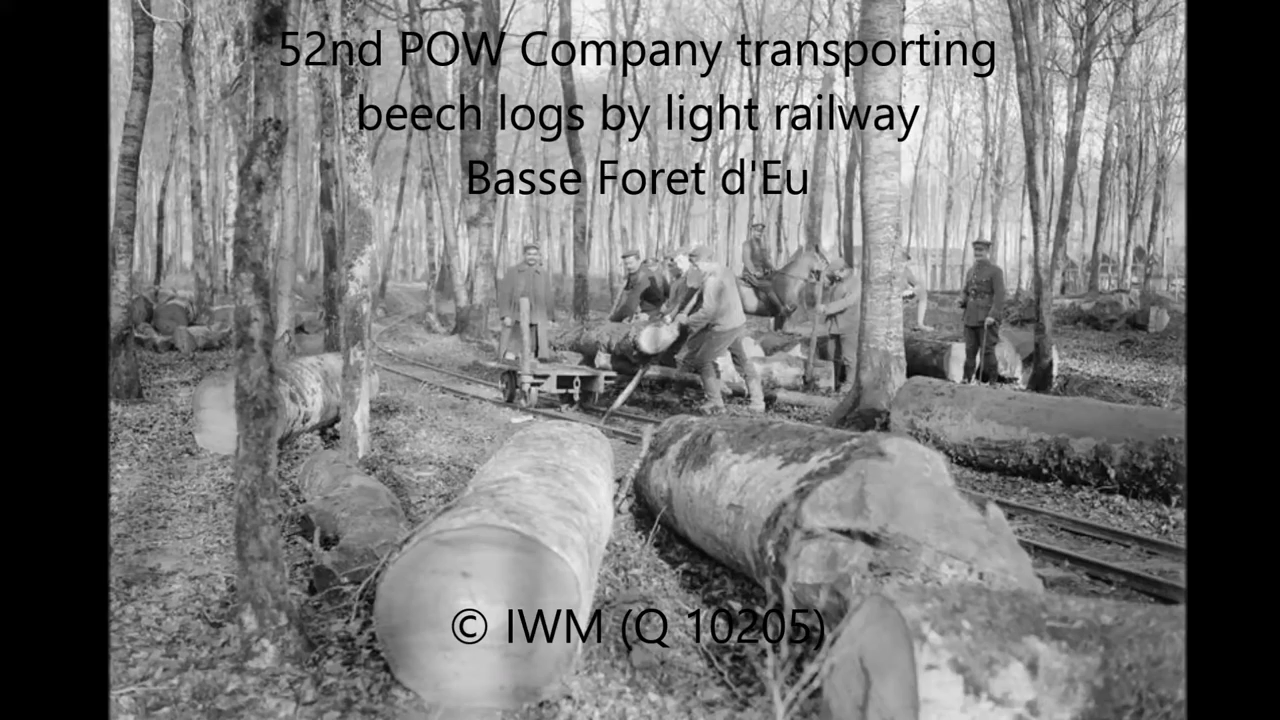 52nd POW Company transporting
beech logs by light railway
Basse Foret d'Eu
© IWM (Q 10205)